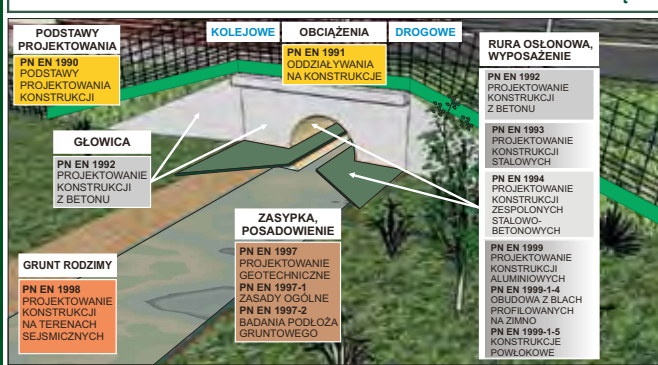 PODSTAWY
PROJEKTOWANIA
PN EN 1990
PODSTAWY
PROJEKTOWANIA
KONSTRUKCJI
KOLEJOWE
OBCIĄŻENIA
DROGOWE
PN EN 1991
ODDZIAŁYWANIA
NA KONSTRUKCJE
RURA OSŁONOWA,
WYPOSAŻENIE
PN EN 1992
PROJEKTOWANIE
KONSTRUKCJI
Z BETONU
PN EN 1993
PROJEKTOWANIE
KONSTRUKCJI
STALOWYCH
PN EN 1994
PROJEKTOWANIE
KONSTRUKCJI
ZESPOLONYCH
STALOWO-
BETONOWYCH
PN EN 1999
PROJEKTOWANIE
KONSTRUKCJI
ALUMINIOWYCH
PN EN 1999-1-4
OBUDOWA Z BLACH
PROFILOWANYCH
NA ZIMNO
PN EN 1999-1-5
KONSTRUKCJE
POWŁOKOWE
GŁOWICA
PN EN 1992
PROJEKTOWANIE
KONSTRUKCJI
Z BETONU
ZASYPKA,
POSADOWIENIE
PN EN 1997
PROJEKTOWANIE
GEOTECHNICZNE
PN EN 1997-1
ZASADY OGÓLNE
PN EN 1997-2
BADANIA PODŁOŻA
GRUNTOWEGO
GRUNT RODZIMY
PN EN 1998
PROJEKTOWANIE
KONSTRUKCJI
NA TERENACH
SEJSMICZNYCH